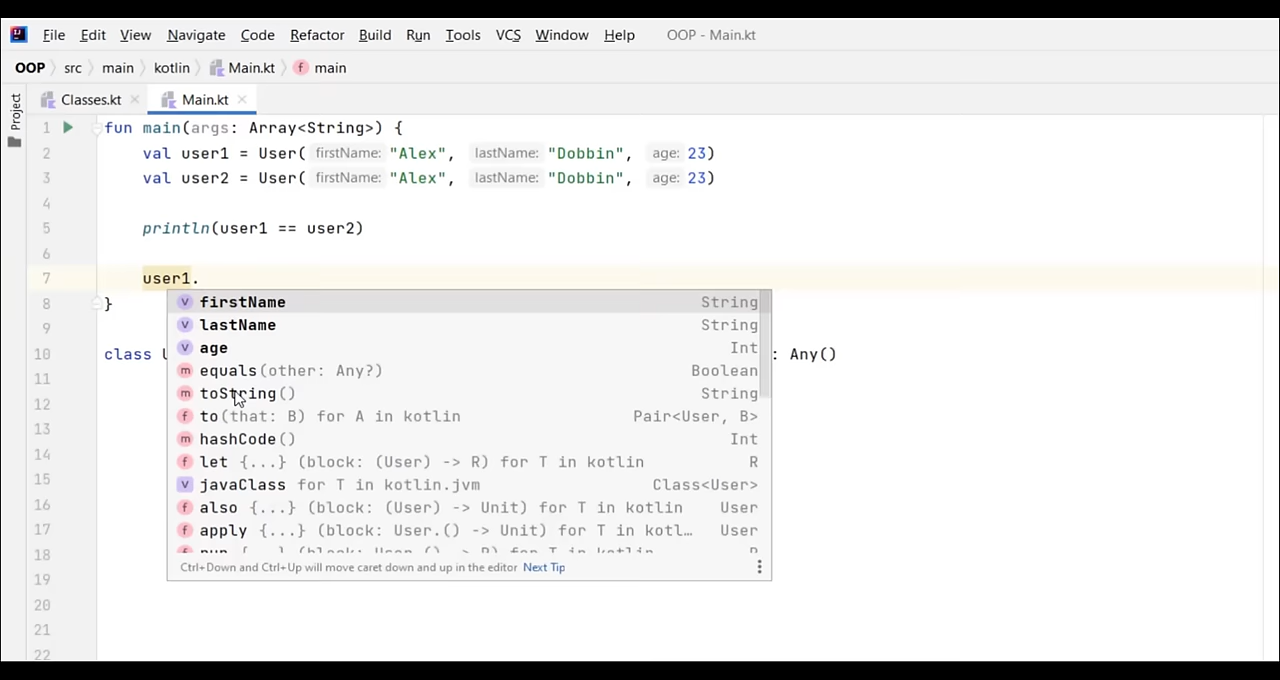 File Edit View Navigate Code Refactor Build Run Tools VCS Window Help OOP - Main.kt
OOP src main kotlin Main.kt main
Project
Classes.kt Main.kt
1 fun main(args: Array<String>) {
2 val user1 = User( firstName: "Alex", lastName: "Dobbin", age: 23)
3 val user2 = User( firstName: "Alex", lastName: "Dobbin", age: 23)
4
5 println(user1 == user2)
6
7 user1.
8 }
9
10 class : Any()
11
12
13
14
15
16
17
18
19
20
21
22
firstName String
lastName String
age Int
equals(other: Any?) Boolean
toString() String
to(that: B) for A in kotlin Pair<User, B>
hashCode() Int
let {...} (block: (User) -> R) for T in kotlin R
javaClass for T in kotlin.jvm Class<User>
also {...} (block: (User) -> Unit) for T in kotlin User
apply {...} (block: User.() -> Unit) for T in kotl… User
Ctrl+Down and Ctrl+Up will move caret down and up in the editor Next Tip